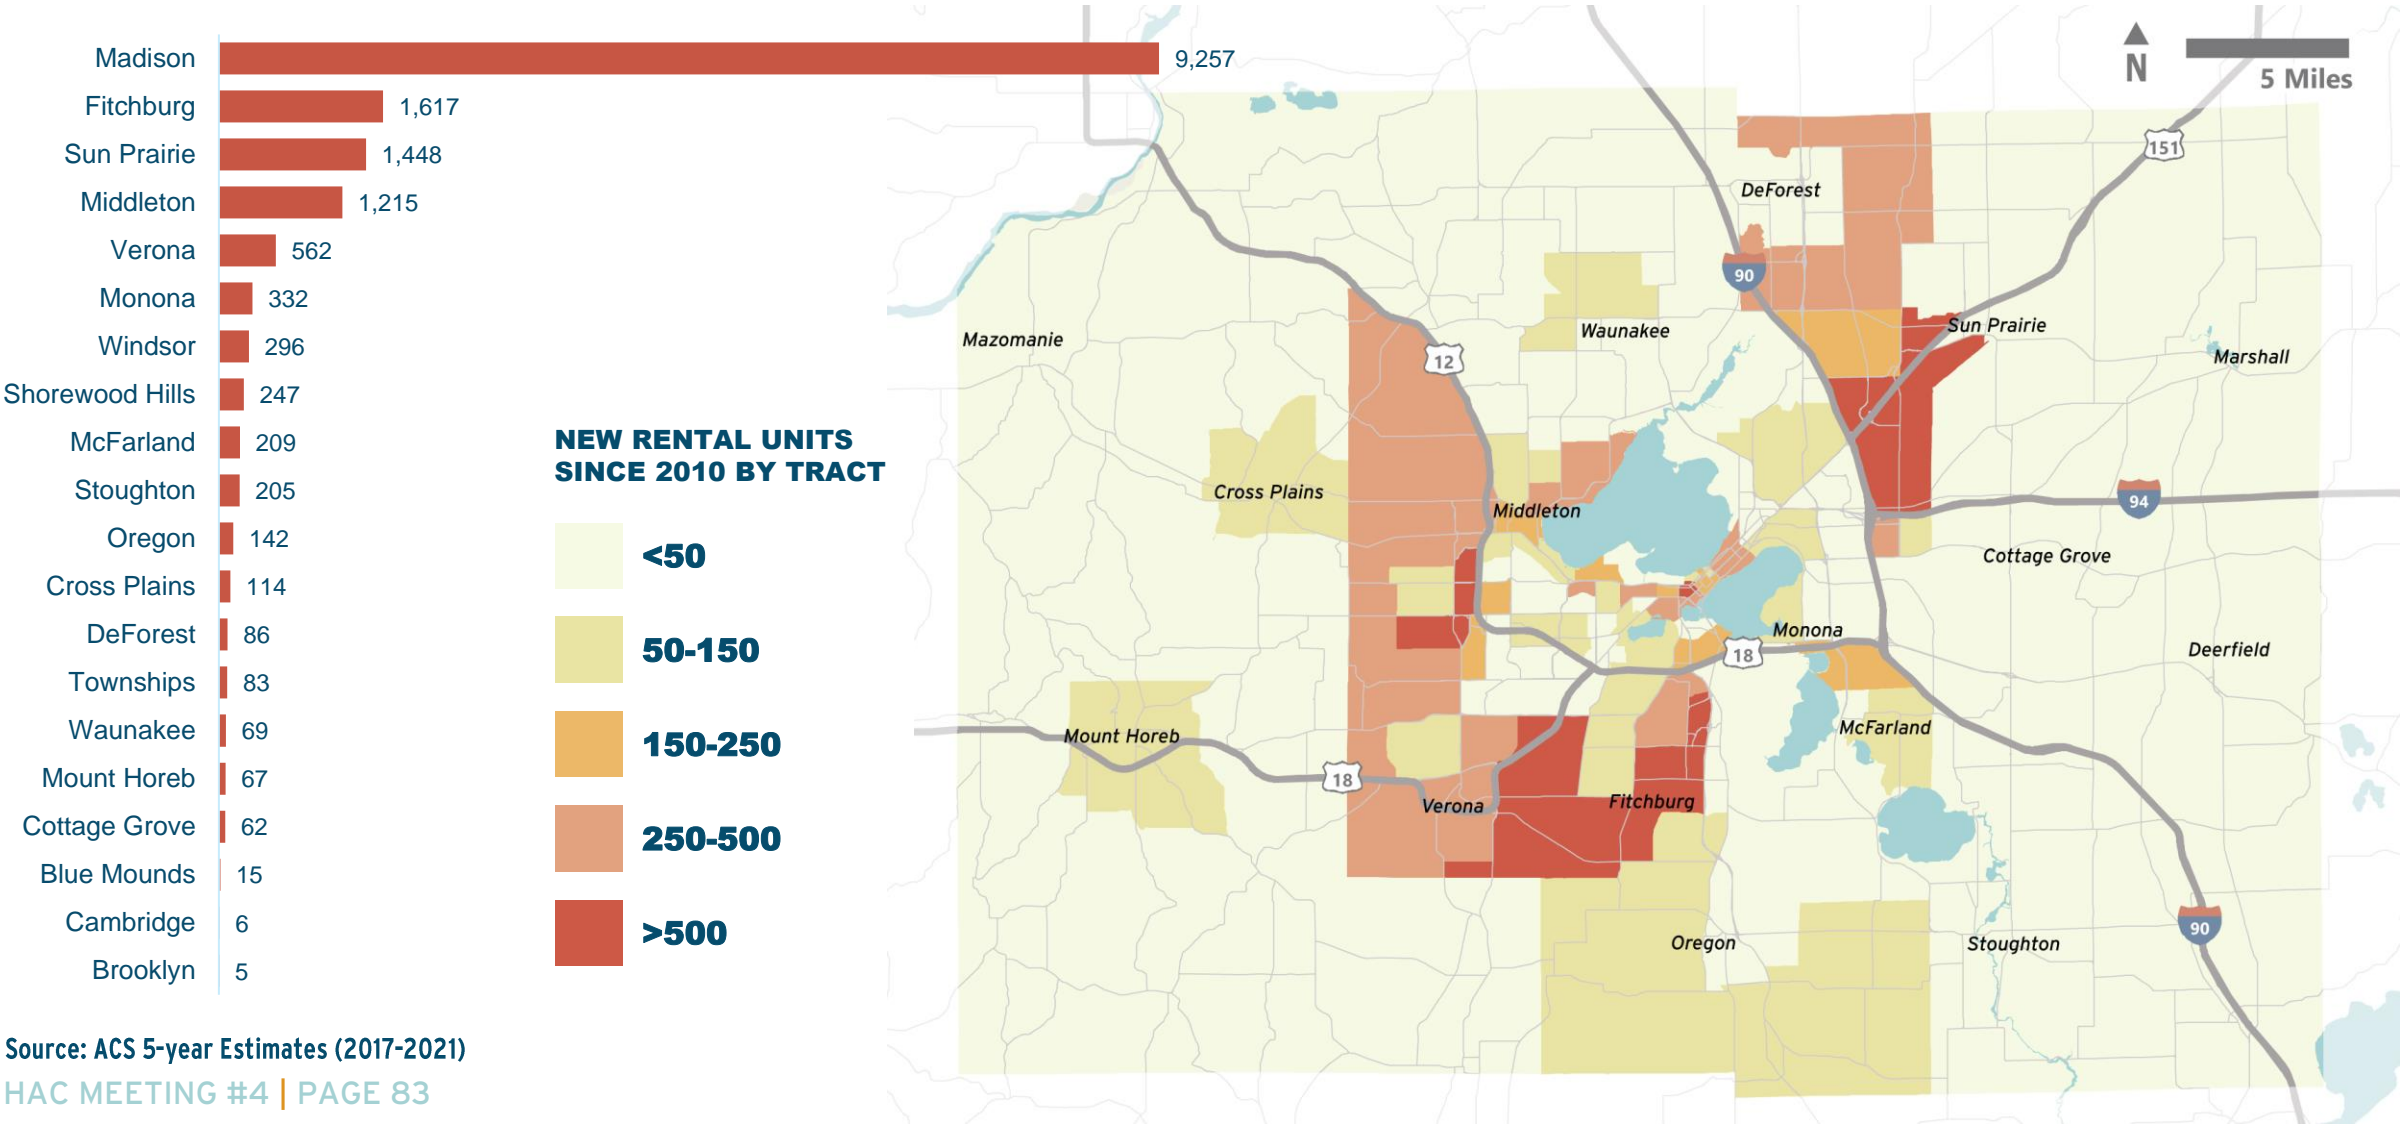 Madison 9,257
Fitchburg 1,617
Sun Prairie 1,448
Middleton 1,215
Verona 562
Monona 332
Windsor 296
Shorewood Hills 247
McFarland 209
Stoughton 205
Oregon 142
Cross Plains 114
DeForest 86
Townships 83
Waunakee 69
Mount Horeb 67
Cottage Grove 62
Blue Mounds 15
Cambridge 6
Brooklyn 5
Source: ACS 5-year Estimates (2017-2021)
HAC MEETING #4 | PAGE 83
NEW RENTAL UNITS
SINCE 2010 BY TRACT
<50
50-150
150-250
250-500
>500
N
5 Miles
151
DeForest
90
Mazomanie
Waunakee
Sun Prairie
12
Marshall
Cross Plains
Middleton
94
Cottage Grove
Monona
18
Deerfield
Mount Horeb
McFarland
18
Verona
Fitchburg
90
Oregon
Stoughton